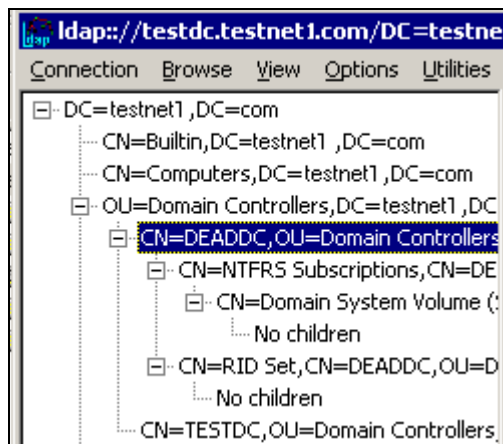 ldap ldap://testdc.testnet1.com/DC=testne
Connection Browse View Options Utilities
DC=testnet1 ,DC=com
CN=Builtin,DC=testnet1 ,DC=com
CN=Computers,DC=testnet1 ,DC=com
OU=Domain Controllers,DC=testnet1 ,DC
CN=DEADDC,OU=Domain Controllers
CN=NTFRS Subscriptions,CN=DE
CN=Domain System Volume (
No children
CN=RID Set,CN=DEADDC,OU=D
No children
CN=TESTDC,OU=Domain Controllers,